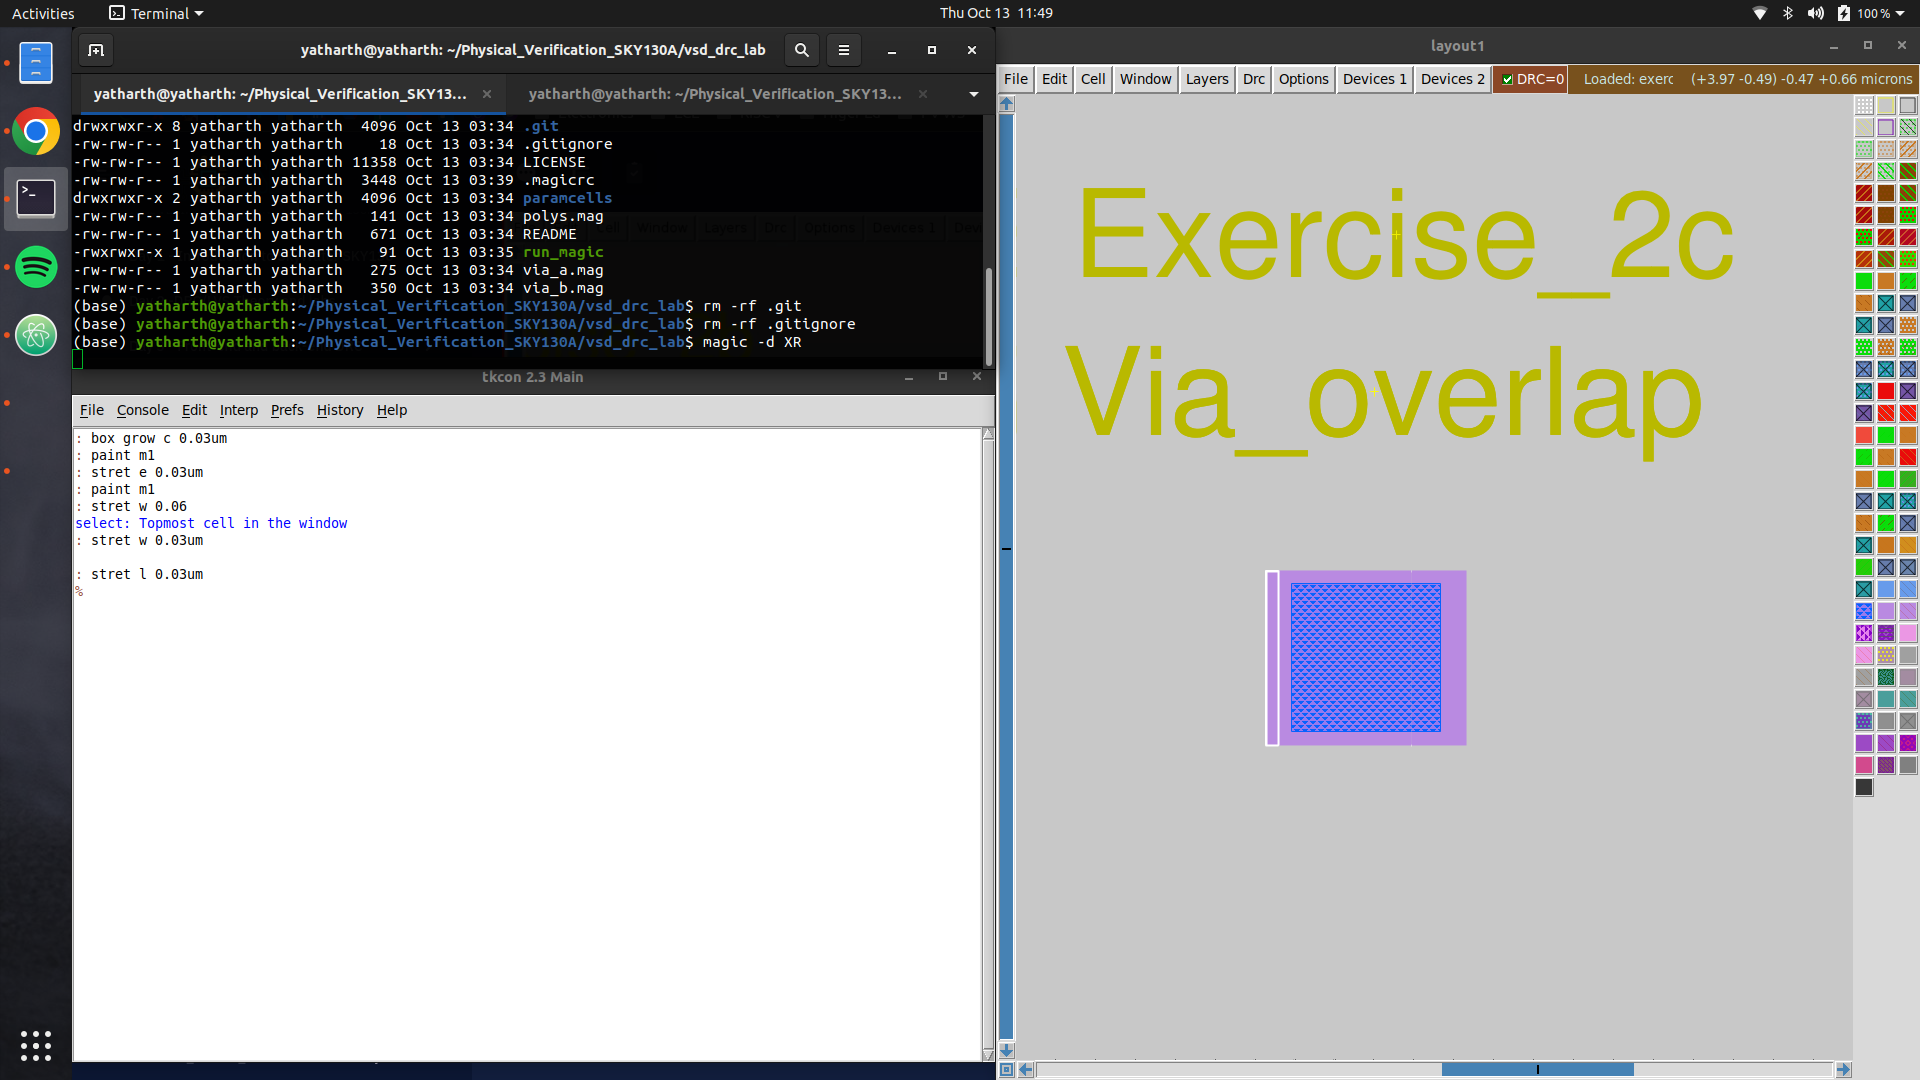 Activities
Terminal
Thu Oct 13 11:49
100 %
yatharth@yatharth: ~/Physical_Verification_SKY130A/vsd_drc_lab
yatharth@yatharth: ~/Physical_Verification_SKY13...
yatharth@yatharth: ~/Physical_Verification_SKY13...
drwxrwxr-x 8 yatharth yatharth  4096 Oct 13 03:34 .git
-rw-rw-r-- 1 yatharth yatharth    18 Oct 13 03:34 .gitignore
-rw-rw-r-- 1 yatharth yatharth 11358 Oct 13 03:34 LICENSE
-rw-rw-r-- 1 yatharth yatharth  3448 Oct 13 03:39 .magicrc
drwxrwxr-x 2 yatharth yatharth  4096 Oct 13 03:34 paramcells
-rw-rw-r-- 1 yatharth yatharth   141 Oct 13 03:34 polys.mag
-rw-rw-r-- 1 yatharth yatharth   671 Oct 13 03:34 README
-rwxrwxr-x 1 yatharth yatharth    91 Oct 13 03:35 run_magic
-rw-rw-r-- 1 yatharth yatharth   275 Oct 13 03:34 via_a.mag
-rw-rw-r-- 1 yatharth yatharth   350 Oct 13 03:34 via_b.mag
(base) yatharth@yatharth:~/Physical_Verification_SKY130A/vsd_drc_lab$ rm -rf .git
(base) yatharth@yatharth:~/Physical_Verification_SKY130A/vsd_drc_lab$ rm -rf .gitignore
(base) yatharth@yatharth:~/Physical_Verification_SKY130A/vsd_drc_lab$ magic -d XR
tkcon 2.3 Main
File Console Edit Interp Prefs History Help
: box grow c 0.03um
: paint m1
: stret e 0.03um
: paint m1
: stret w 0.06
select: Topmost cell in the window
: stret w 0.03um
: stret l 0.03um
%
layout1
File Edit Cell Window Layers Drc Options Devices 1 Devices 2 DRC=0 Loaded: exerc (+3.97 -0.49) -0.47 +0.66 microns
Exercise_2c
Via_overlap